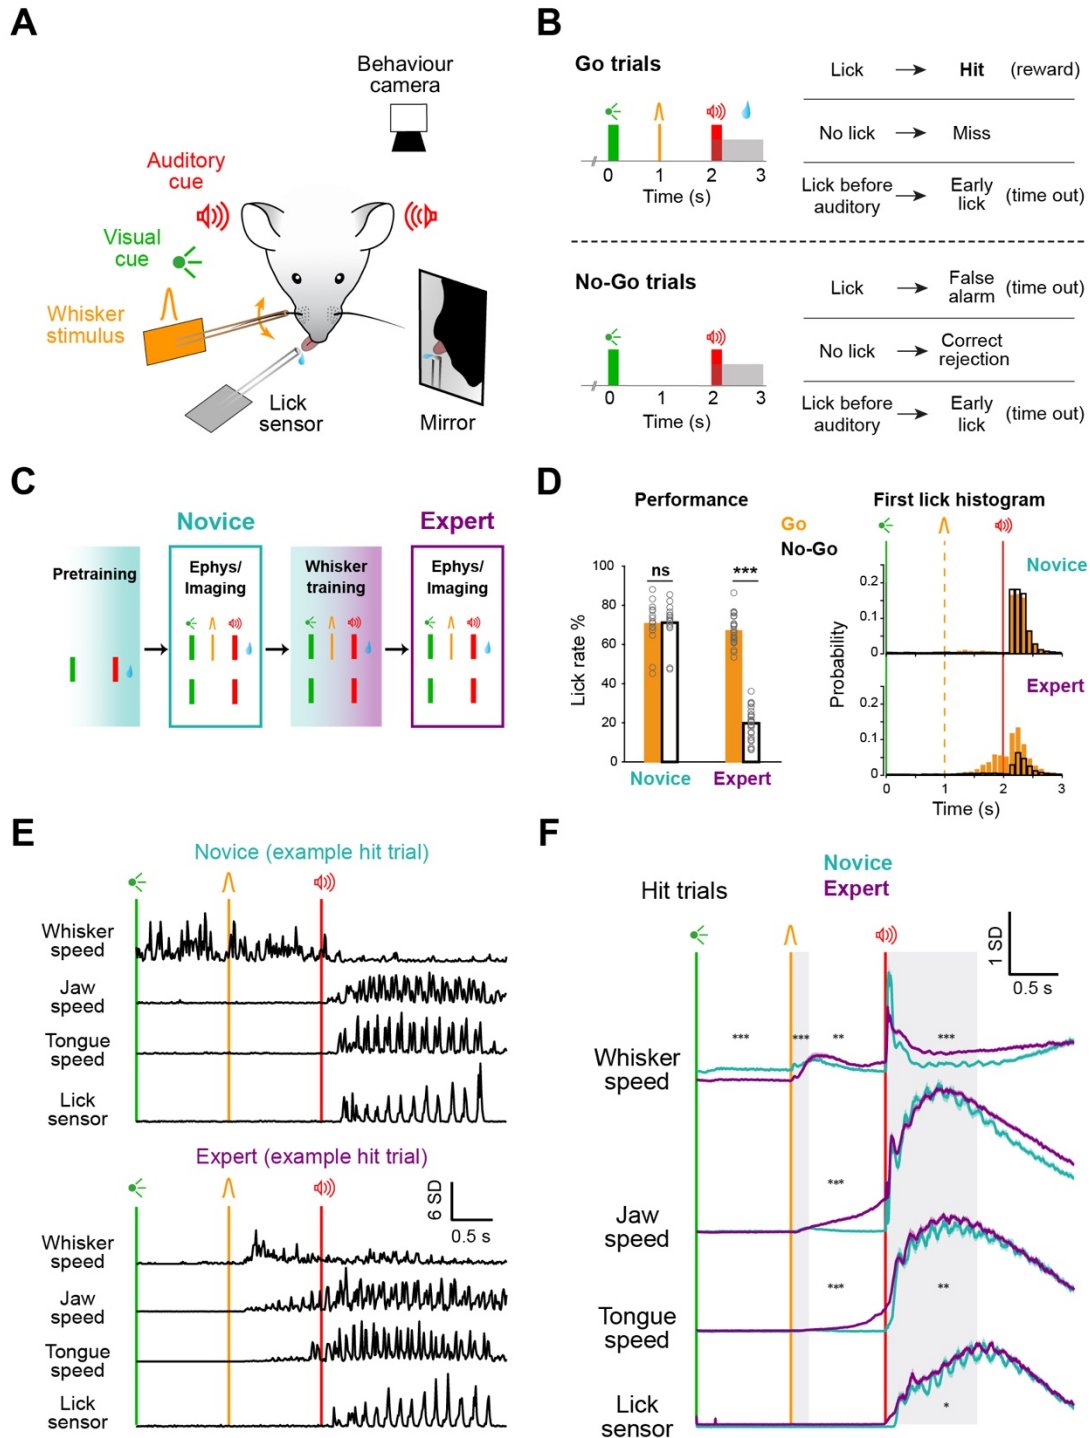 A
Behaviour
camera
Auditory
cue
Visual
cue
Whisker
stimulus
Lick
sensor
Mirror
B
Go trials
0 1 2 3
Time (s)
Lick Hit (reward)
No lick Miss
Lick before
auditory
Early
lick
(time out)
No-Go trials
0 1 2 3
Time (s)
Lick False
alarm
(time out)
No lick Correct
rejection
Lick before
auditory
Early
lick
(time out)
C
Novice
Expert
Pretraining
Ephys/
Imaging
Whisker
training
Ephys/
Imaging
D
Performance
Go
No-Go
Lick rate %
100
80
60
40
20
0
ns
***
Novice
Expert
First lick histogram
Novice
0.2
0.1
0
Probability
Expert
0.2
0.1
0
0 1 2 3
Time (s)
E
Novice (example hit trial)
Whisker
speed
Jaw
speed
Tongue
speed
Lick
sensor
Expert (example hit trial)
6 SD
0.5 s
Whisker
speed
Jaw
speed
Tongue
speed
Lick
sensor
F
Novice
Expert
Hit trials
1 SD
0.5 s
*** *** ** ***
Whisker
speed
***
Jaw
speed
*** **
Tongue
speed
*
Lick
sensor